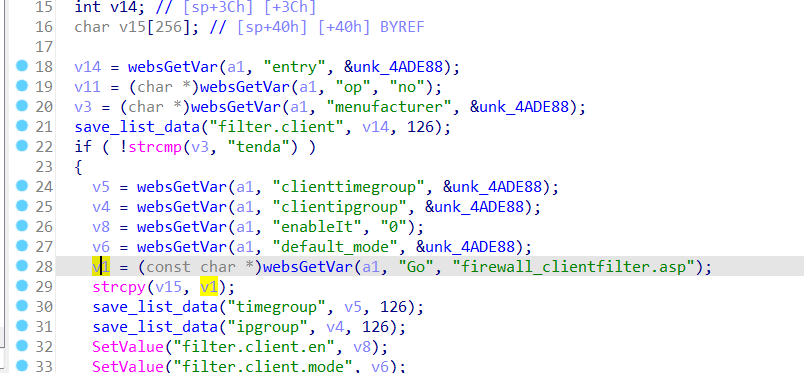 15 int v14; // [sp+3Ch] [+3Ch]
16 char v15[256]; // [sp+40h] [+40h] BYREF
17
18 v14 = websGetVar(a1, "entry", &unk_4ADE88);
19 v11 = (char *)websGetVar(a1, "op", "no");
20 v3 = (char *)websGetVar(a1, "menufacturer", &unk_4ADE88);
21 save_list_data("filter.client", v14, 126);
22 if ( !strcmp(v3, "tenda") )
23 {
24 v5 = websGetVar(a1, "clienttimegroup", &unk_4ADE88);
25 v4 = websGetVar(a1, "clientipgroup", &unk_4ADE88);
26 v8 = websGetVar(a1, "enableIt", "0");
27 v6 = websGetVar(a1, "default_mode", &unk_4ADE88);
28 v1 = (const char *)websGetVar(a1, "Go", "firewall_clientfilter.asp");
29 strcpy(v15, v1);
30 save_list_data("timegroup", v5, 126);
31 save_list_data("ipgroup", v4, 126);
32 SetValue("filter.client.en", v8);
33 SetValue("filter.client.mode", v6);